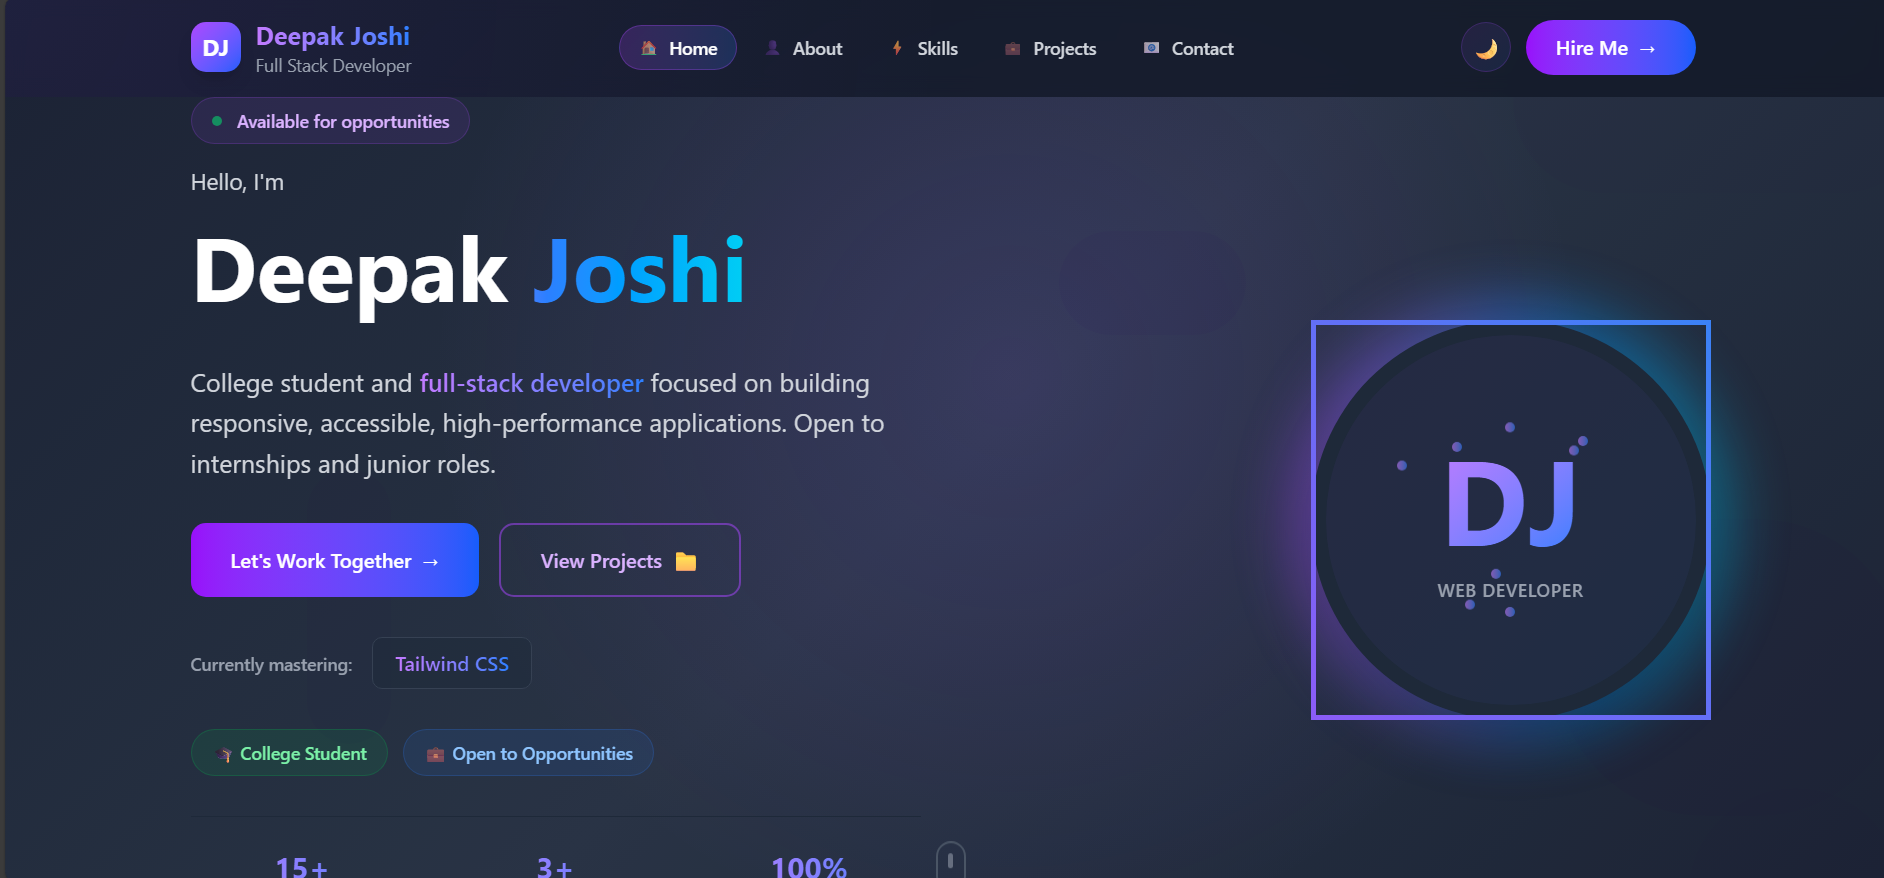 DJ
Deepak Joshi
Full Stack Developer
Home
About
Skills
Projects
Contact
Hire Me →
Available for opportunities
Hello, I'm
Deepak Joshi
College student and full-stack developer focused on building
responsive, accessible, high-performance applications. Open to
internships and junior roles.
Let's Work Together →
View Projects
Currently mastering:
Tailwind CSS
College Student
Open to Opportunities
15+
3+
100%
DJ
WEB DEVELOPER